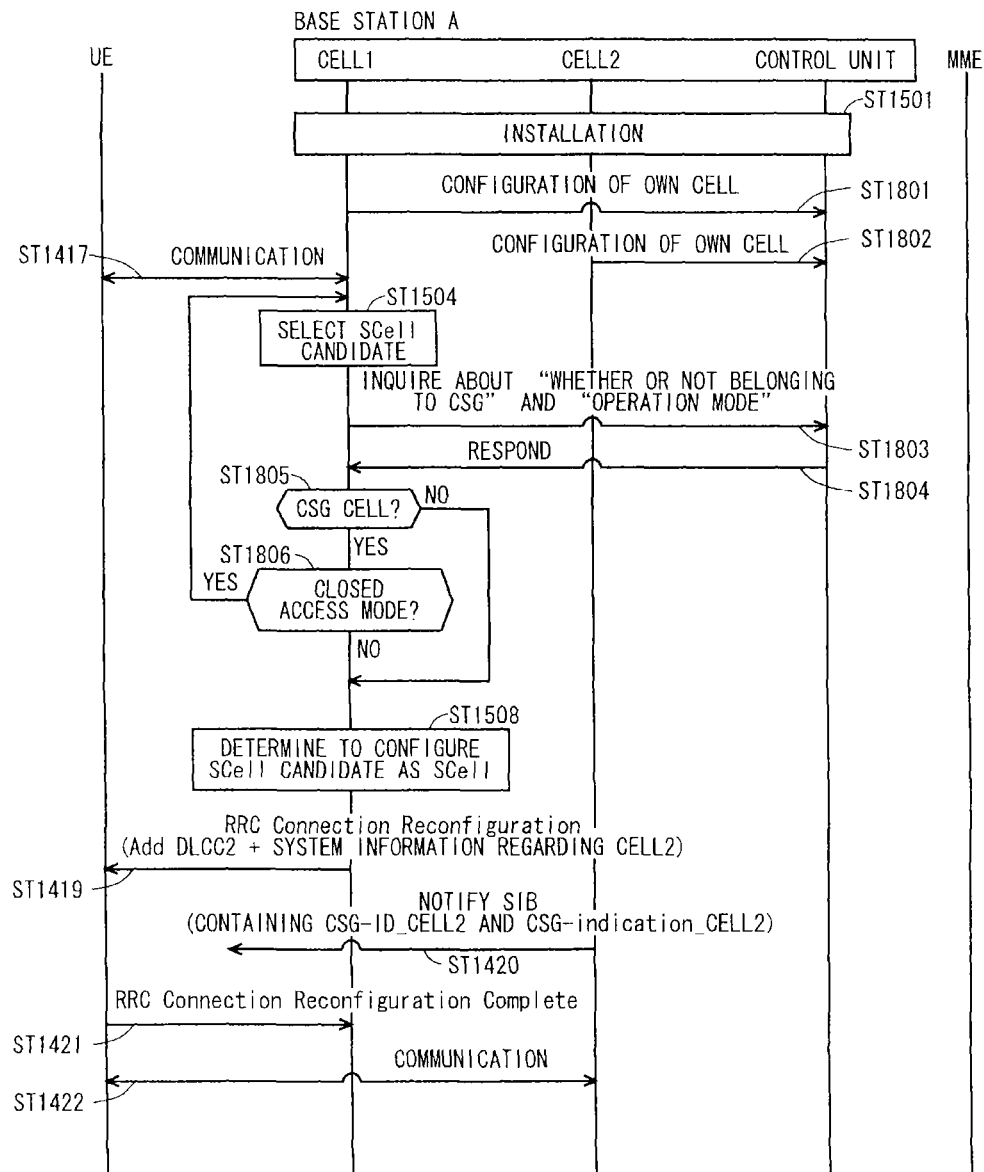 BASE STATION A
UE
CELL1
CELL2
CONTROL UNIT
MME
ST1501
INSTALLATION
CONFIGURATION OF OWN CELL
ST1801
CONFIGURATION OF OWN CELL
ST1802
ST1417
COMMUNICATION
ST1504
SELECT SCell
CANDIDATE
INQUIRE ABOUT “WHETHER OR NOT BELONGING
TO CSG” AND “OPERATION MODE”
ST1803
RESPOND
ST1804
ST1805
CSG CELL?
NO
YES
ST1806
YES
CLOSED
ACCESS MODE?
NO
ST1508
DETERMINE TO CONFIGURE
SCell CANDIDATE AS SCell
RRC Connection Reconfiguration
(Add DLCC2 + SYSTEM INFORMATION REGARDING CELL2)
ST1419
NOTIFY SIB
(CONTAINING CSG-ID_CELL2 AND CSG-indication_CELL2)
ST1420
RRC Connection Reconfiguration Complete
ST1421
COMMUNICATION
ST1422